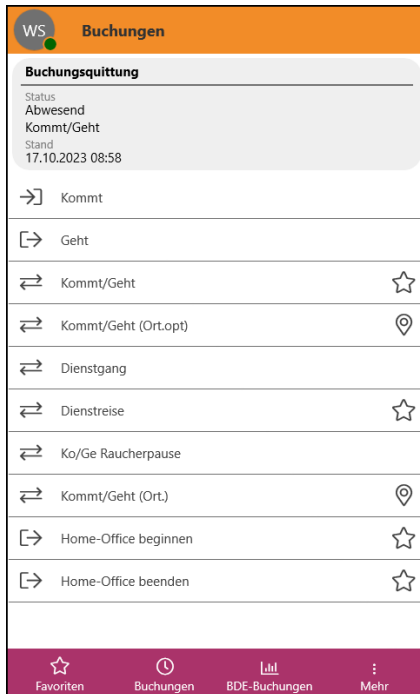 WS
Buchungen
Buchungsquittung
Status
Abwesend
Kommt/Geht
Stand
17.10.2023 08:58
Kommt
Geht
Kommt/Geht
Kommt/Geht (Ort.opt)
Dienstgang
Dienstreise
Ko/Ge Raucherpause
Kommt/Geht (Ort.)
Home-Office beginnen
Home-Office beenden
Favoriten Buchungen BDE-Buchungen Mehr